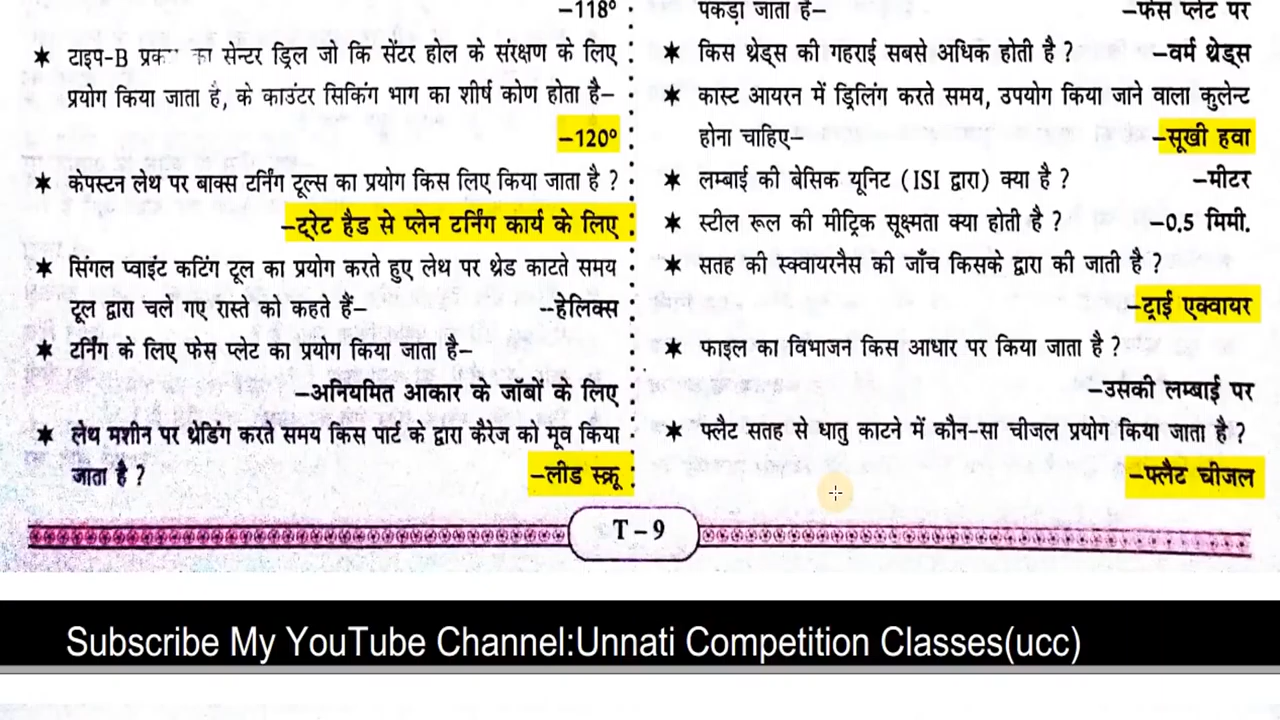 –118°
★ टाइप-B प्रक का सेन्टर ड्रिल जो कि सेंटर होल के संरक्षण के लिए
प्रयोग किया जाता है, के काउंटर सिकिंग भाग का शीर्ष कोण होता है–
–120°
★ केपस्टन लेथ पर बाक्स टर्निंग टूल्स का प्रयोग किस लिए किया जाता है ?
–ट्रेट हैड से प्लेन टर्निंग कार्य के लिए
★ सिंगल प्वाइंट कटिंग टूल का प्रयोग करते हुए लेथ पर थ्रेड काटते समय
टूल द्वारा चले गए रास्ते को कहते हैं– --हेलिक्स
★ टर्निंग के लिए फेस प्लेट का प्रयोग किया जाता है–
–अनियमित आकार के जॉबों के लिए
★ लेथ मशीन पर थ्रेडिंग करते समय किस पार्ट के द्वारा कैरेज को मूव किया
जाता है ? –लीड स्क्रू
पकड़ा जाता है– –फेस प्लेट पर
★ किस थ्रेड्स की गहराई सबसे अधिक होती है ? –वर्म थ्रेड्स
★ कास्ट आयरन में ड्रिलिंग करते समय, उपयोग किया जाने वाला कुलेन्ट
होना चाहिए– –सूखी हवा
★ लम्बाई की बेसिक यूनिट (ISI द्वारा) क्या है ? –मीटर
★ स्टील रूल की मीट्रिक सूक्ष्मता क्या होती है ? –0.5 मिमी.
★ सतह की स्क्वायरनैस की जाँच किसके द्वारा की जाती है ?
–ट्राई एक्वायर
★ फाइल का विभाजन किस आधार पर किया जाता है ?
–उसकी लम्बाई पर
★ फ्लैट सतह से धातु काटने में कौन-सा चीजल प्रयोग किया जाता है ?
–फ्लैट चीजल
T–9
Subscribe My YouTube Channel:Unnati Competition Classes(ucc)